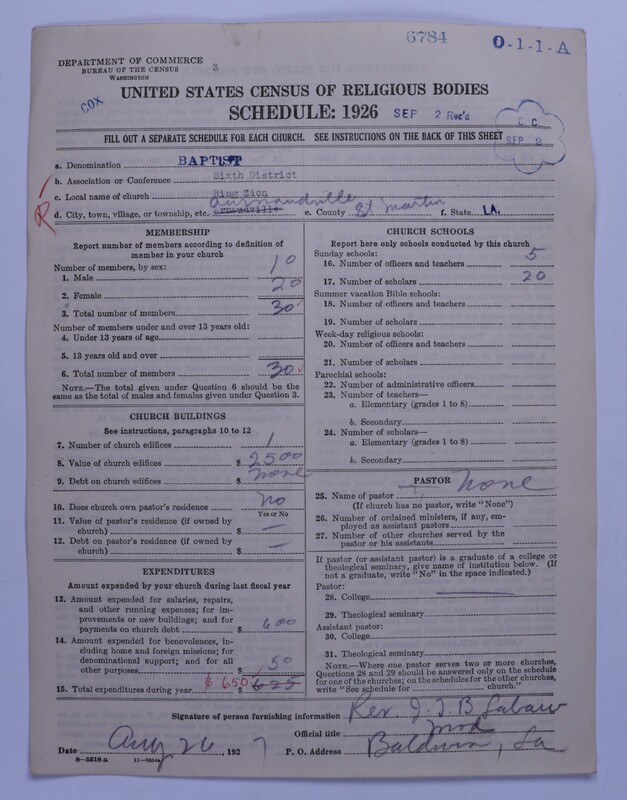 6784 O-1-1-A
DEPARTMENT OF COMMERCE
BUREAU OF THE CENSUS 3
WASHINGTON
COX
UNITED STATES CENSUS OF RELIGIOUS BODIES
SCHEDULE: 1926 SEP 2 Rec'd
FILL OUT A SEPARATE SCHEDULE FOR EACH CHURCH. SEE INSTRUCTIONS ON THE BACK OF THIS SHEET
SEP 2
a. Denomination BAPTIST
b. Association or Conference Sixth District
c. Local name of church King Zion
d. City, town, village, or township, etc. e. County St Martin f. State LA.
R
MEMBERSHIP
Report number of members according to definition of
member in your church
Number of members, by sex:
1. Male 10
2. Female 20
3. Total number of members 30
Number of members under and over 13 years old:
4. Under 13 years of age
5. 13 years old and over
6. Total number of members 30
NOTE.—The total given under Question 6 should be the
same as the total of males and females given under Question 3.
CHURCH BUILDINGS
See instructions, paragraphs 10 to 12
7. Number of church edifices 1
8. Value of church edifices $ 2500
9. Debt on church edifices $ none
10. Does church own pastor's residence no
Yes or No
11. Value of pastor's residence (if owned by
church) $ —
12. Debt on pastor's residence (if owned by
church) $ —
EXPENDITURES
Amount expended by your church during last fiscal year
13. Amount expended for salaries, repairs,
and other running expenses; for im-
provements or new buildings; and for
payments on church debt $ 600
14. Amount expended for benevolences, in-
cluding home and foreign missions; for
denominational support; and for all
other purposes $ 50
15. Total expenditures during year $ 650 $ 625
CHURCH SCHOOLS
Report here only schools conducted by this church
Sunday schools:
16. Number of officers and teachers 5
17. Number of scholars 20
Summer vacation Bible schools:
18. Number of officers and teachers
19. Number of scholars
Week-day religious schools:
20. Number of officers and teachers
21. Number of scholars
Parochial schools:
22. Number of administrative officers
23. Number of teachers—
a. Elementary (grades 1 to 8)
b. Secondary
24. Number of scholars—
a. Elementary (grades 1 to 8)
b. Secondary
PASTOR
25. Name of pastor None
(If church has no pastor, write "None")
26. Number of ordained ministers, if any, em-
ployed as assistant pastors
27. Number of other churches served by the
pastor or his assistants
If pastor (or assistant pastor) is a graduate of a college or
theological seminary, give name of institution below. (If
not a graduate, write "No" in the space indicated.)
Pastor:
28. College
29. Theological seminary
Assistant pastor:
30. College
31. Theological seminary
NOTE.—Where one pastor serves two or more churches,
Questions 28 and 29 should be answered only on the schedule
for one of the churches; on the schedules for the other churches,
write "See schedule for church."
Signature of person furnishing information Rev. J. T. B. Labaw
Official title Mod
Date Aug 26, 1927 P. O. Address Baldwin, La
8-5518a